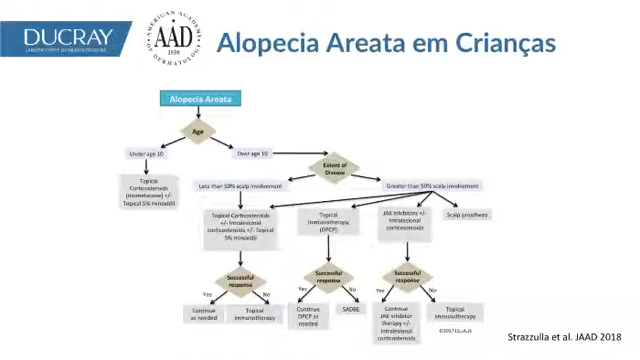 DUCRAY
LABORATOIRES DERMATOLOGIQUES
AMERICAN ACADEMY OF DERMATOLOGY
AAD
1938
Alopecia Areata em Crianças
Alopecia Areata
Age
Under age 10
Over age 10
Extent of
Disease
Topical
Corticosteroids
(mometasone) +/-
Topical 5% minoxidil
Less than 50% scalp involvement
Greater than 50% scalp involvement
Topical Corticosteroids
+/- Intralesional
corticosteroids +/- Topical
5% minoxidil
Topical
immunotherapy
(DPCP)
JAK Inhibitors +/-
Intralesional
corticosteroids
Scalp prosthesis
Successful
response
Successful
response
Successful
response
Yes
No
Yes
No
Yes
No
Continue
as needed
Topical
immunotherapy
Continue
DPCP as
needed
SADBE
Continue
JAK inhibitor
therapy +/-
Intralesional
corticosteroids
Topical
immunotherapy
Strazzulla et al. JAAD 2018